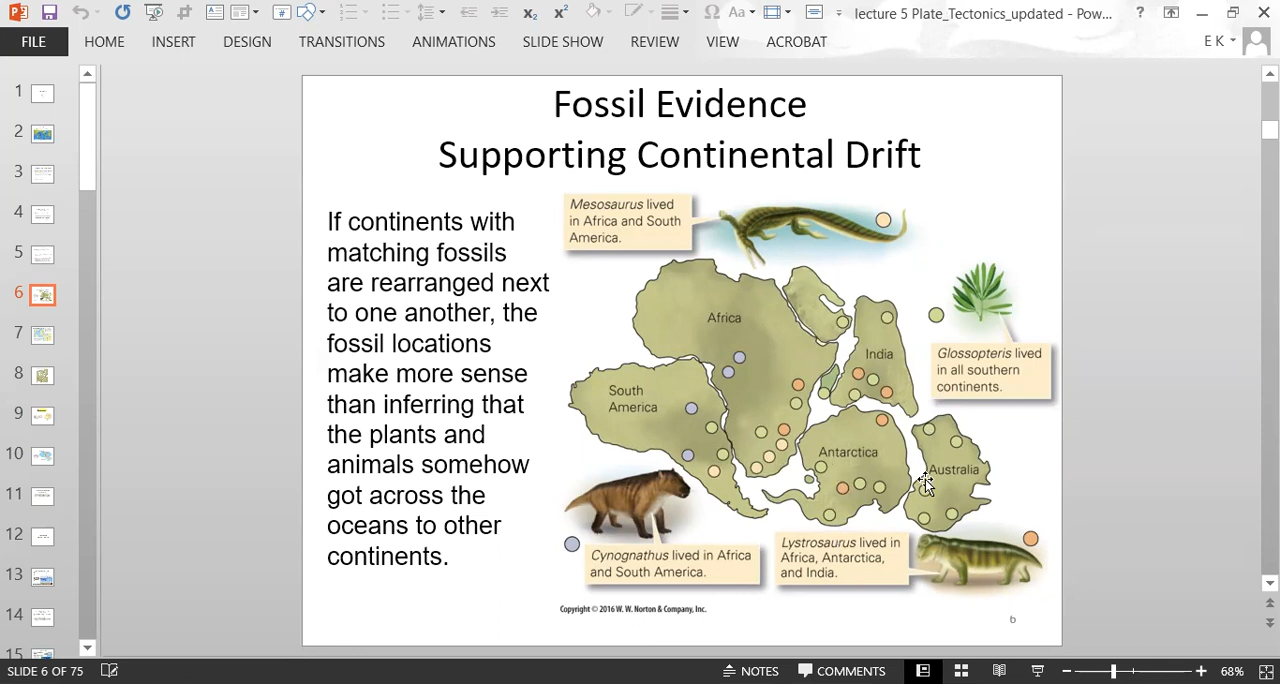 lecture 5 Plate_Tectonics_updated - Pow...
FILE
HOME
INSERT
DESIGN
TRANSITIONS
ANIMATIONS
SLIDE SHOW
REVIEW
VIEW
ACROBAT
E K
1
2
3
4
5
6
7
8
9
10
11
12
13
14
15
Fossil Evidence
Supporting Continental Drift
If continents with
matching fossils
are rearranged next
to one another, the
fossil locations
make more sense
than inferring that
the plants and
animals somehow
got across the
oceans to other
continents.
Mesosaurus lived
in Africa and South
America.
Africa
India
Glossopteris lived
in all southern
continents.
South
America
Antarctica
Australia
Cynognathus lived in Africa
and South America.
Lystrosaurus lived in
Africa, Antarctica,
and India.
Copyright © 2016 W. W. Norton & Company, Inc.
6
SLIDE 6 OF 75
NOTES
COMMENTS
68%